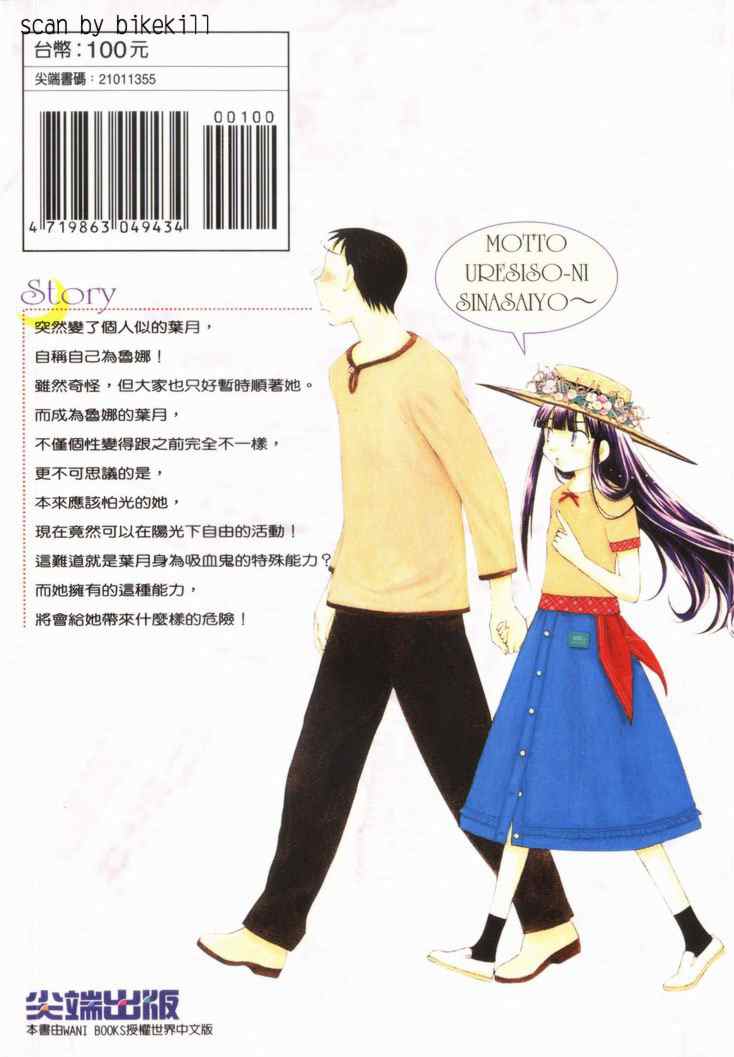 scan by bikekill
台幣：100元
尖端書碼：21011355
00100
4 719863 049434
MOTTO
URESISO-NI
SINASAIYO～
Story
突然變了個人似的葉月，
自稱自己為魯娜！
雖然奇怪，但大家也只好暫時順著她。
而成為魯娜的葉月，
不僅個性變得跟之前完全不一樣，
更不可思議的是，
本來應該怕光的她，
現在竟然可以在陽光下自由的活動！
這難道就是葉月身為吸血鬼的特殊能力？
而她擁有的這種能力，
將會給她帶來什麼樣的危險！
尖端出版
本書由WANI BOOKS授權世界中文版